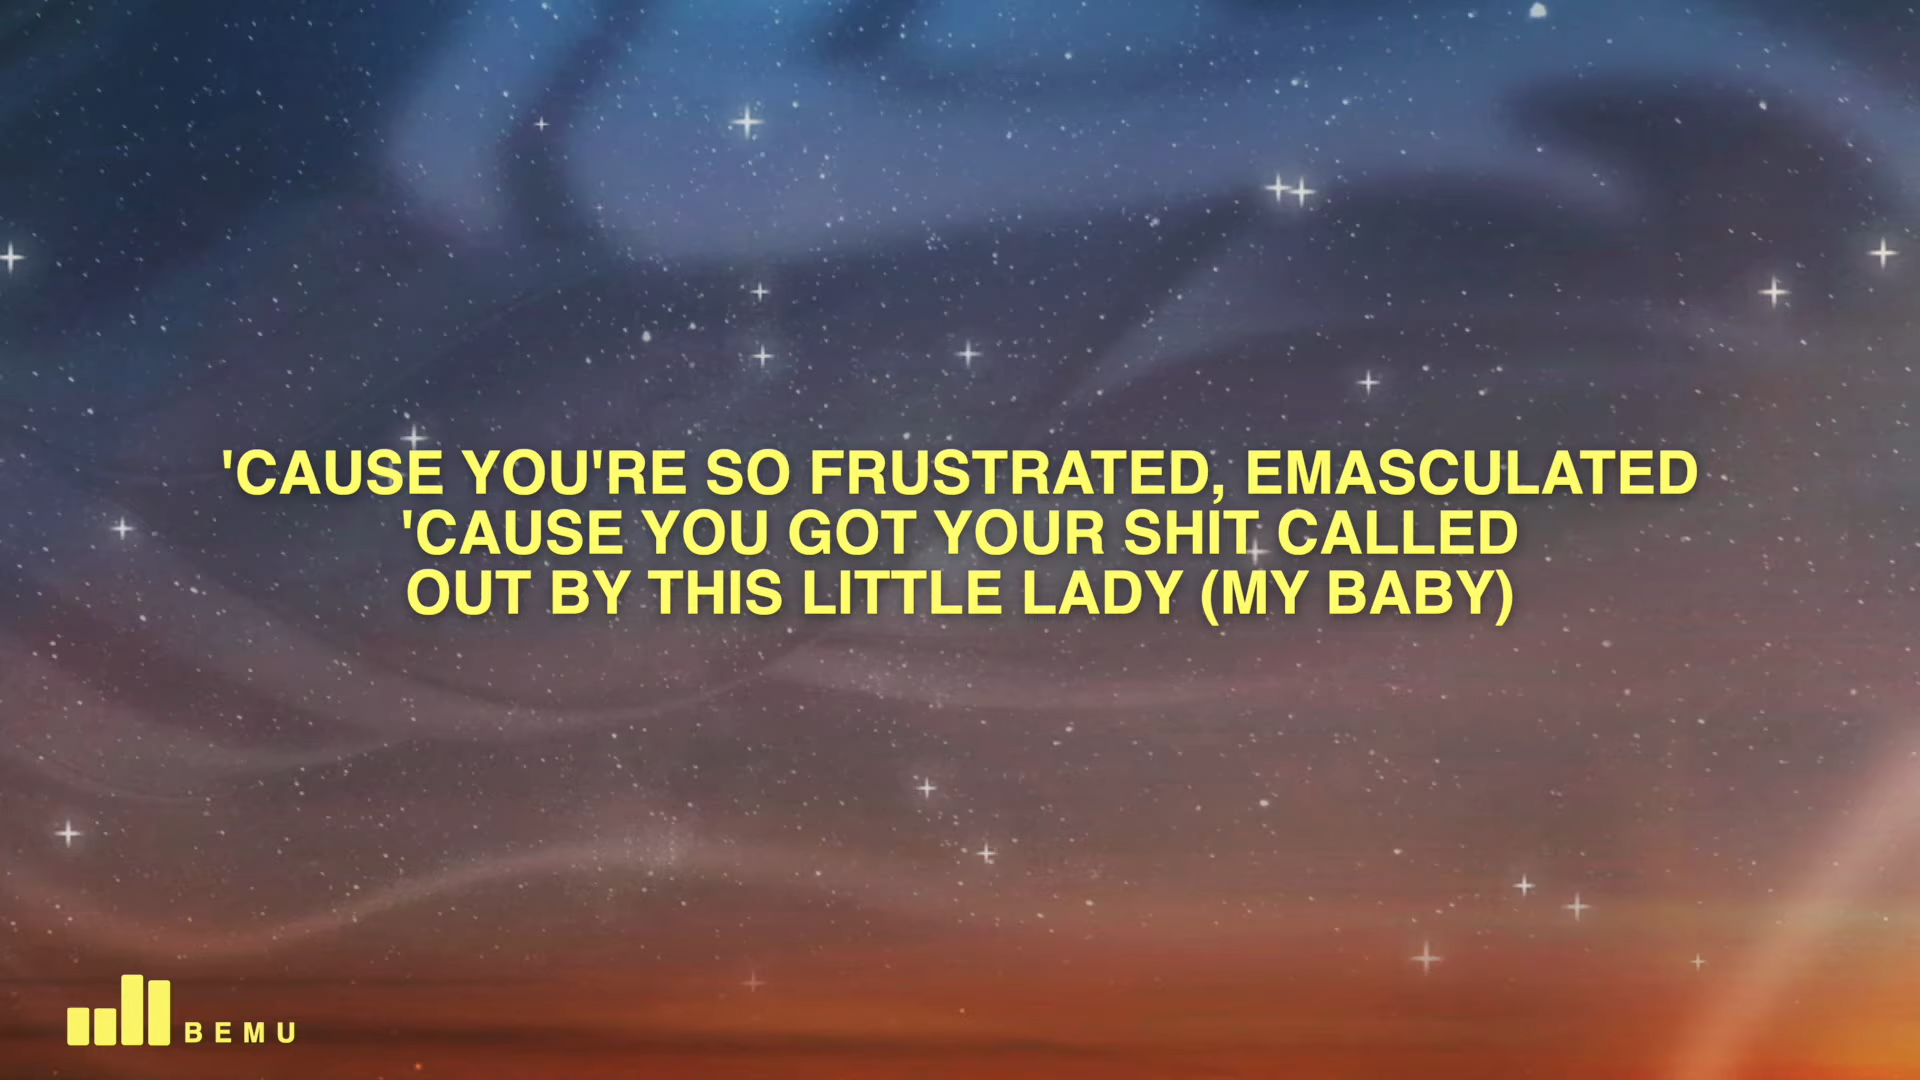 'CAUSE YOU'RE SO FRUSTRATED, EMASCULATED
'CAUSE YOU GOT YOUR SHIT CALLED
OUT BY THIS LITTLE LADY (MY BABY)
BEMU